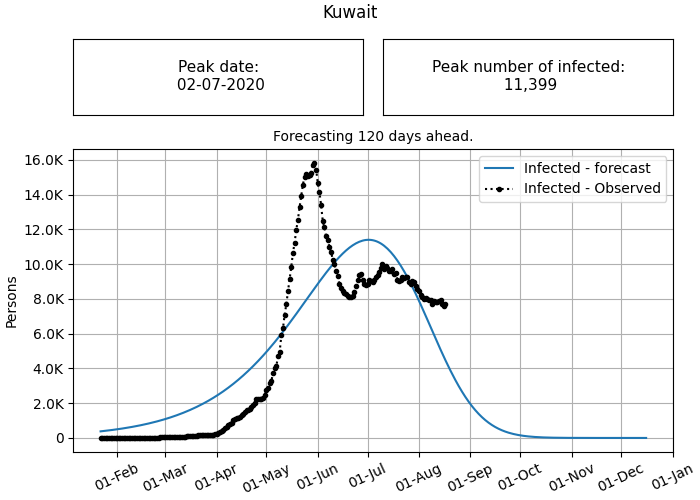 Kuwait
Peak date:
02-07-2020
Peak number of infected:
11,399
Forecasting 120 days ahead.
Infected - forecast
Infected - Observed
Persons
16.0K
14.0K
12.0K
10.0K
8.0K
6.0K
4.0K
2.0K
0
01-Feb
01-Mar
01-Apr
01-May
01-Jun
01-Jul
01-Aug
01-Sep
01-Oct
01-Nov
01-Dec
01-Jan